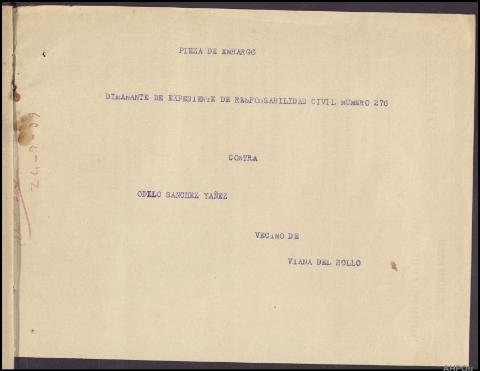 PIEZA DE EMBARGO
DIMANANTE DE EXPEDIENTE DE RESPONSABILIDAD CIVIL NUMERO 276
CONTRA
ODILO SANCHEZ YAÑEZ
VECINO DE
VIANA DEL BOLLO